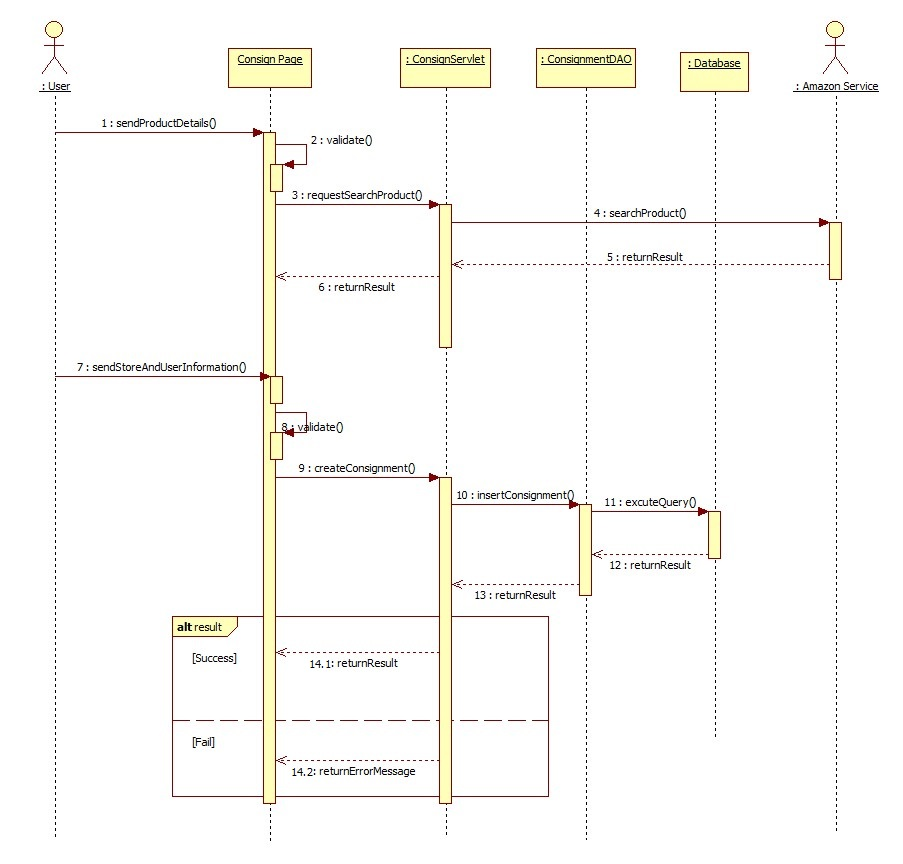 Consign Page
: ConsignServlet
: ConsignmentDAO
: Database
: User
: Amazon Service
1 : sendProductDetails()
2 : validate()
3 : requestSearchProduct()
4 : searchProduct()
5 : returnResult
6 : returnResult
7 : sendStoreAndUserInformation()
8 : validate()
9 : createConsignment()
10 : insertConsignment()
11 : excuteQuery()
12 : returnResult
13 : returnResult
alt result
[Success]
14.1: returnResult
[Fail]
14.2: returnErrorMessage